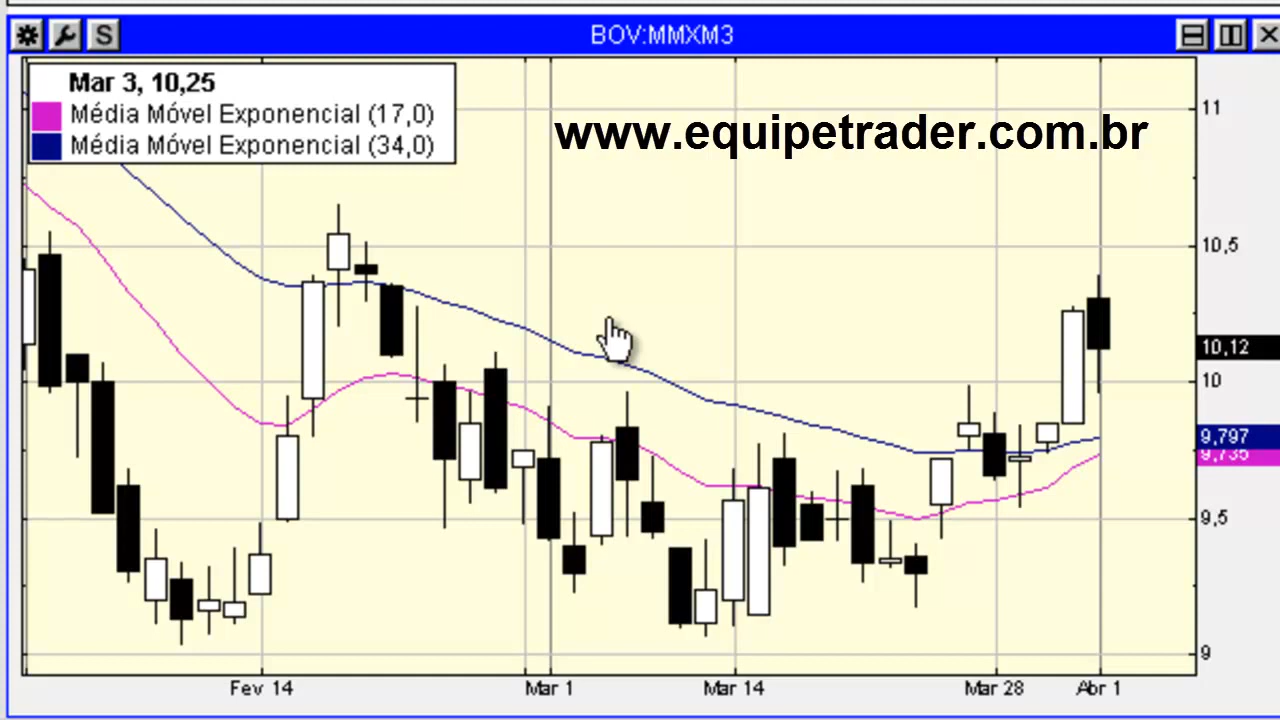 S
BOV:MMXM3
Mar 3, 10,25
Média Móvel Exponencial (17,0)
Média Móvel Exponencial (34,0)
www.equipetrader.com.br
11
10,5
10,12
10
9,797
9,735
9,5
9
Fev 14
Mar 1
Mar 14
Mar 28
Abr 1